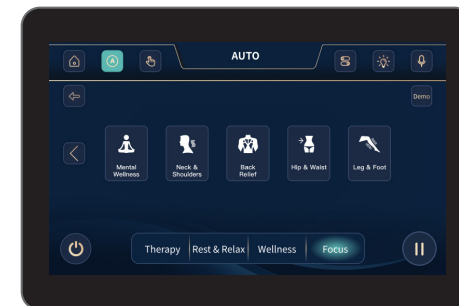 AUTO
A
Demo
Mental
Wellness
Neck &
Shoulders
Back
Relief
Hip & Waist
Leg & Foot
Therapy
Rest & Relax
Wellness
Focus